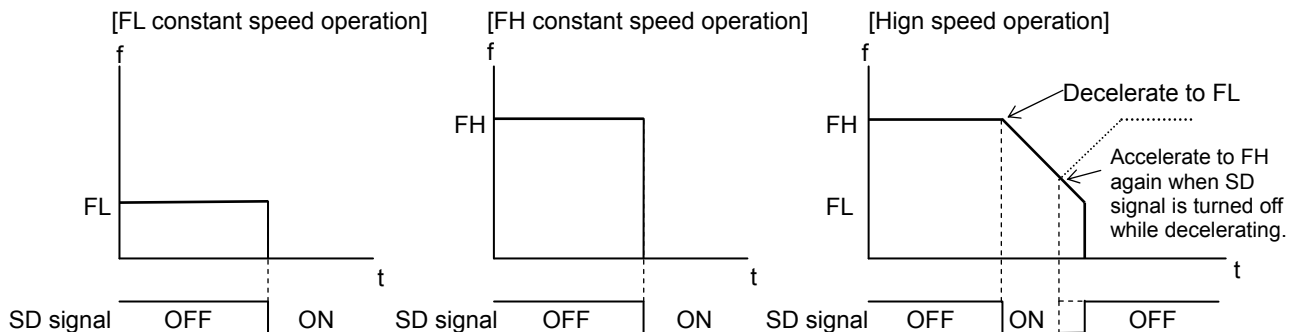 [FL constant speed operation]
[FH constant speed operation]
[Hign speed operation]
f
FL
t
SD signal
OFF
ON
f
FH
t
SD signal
OFF
ON
f
FH
FL
Decelerate to FL
Accelerate to FH
again when SD
signal is turned off
while decelerating.
t
SD signal
OFF
ON
OFF